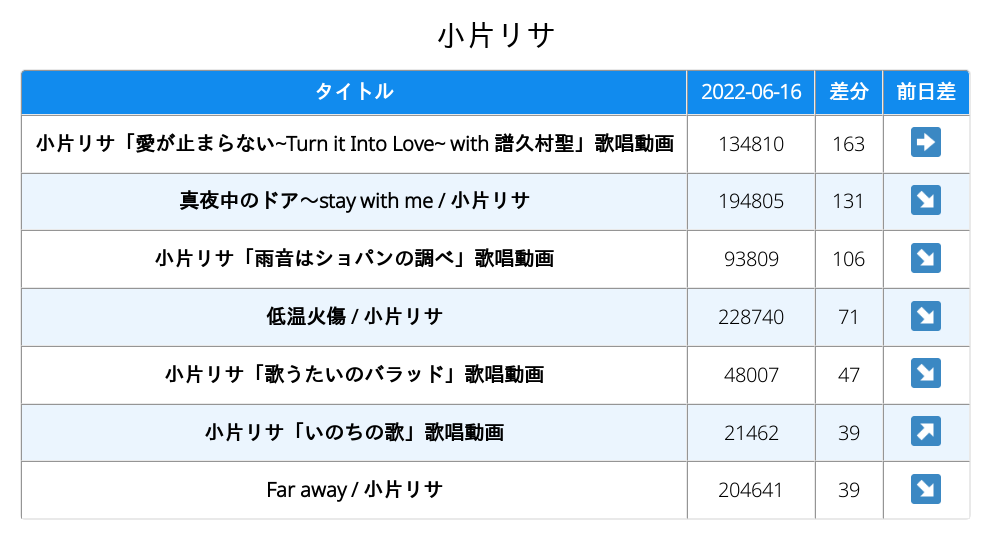 小片リサ
タイトル 2022-06-16 差分 前日差
小片リサ「愛が止まらない~Turn it Into Love~ with 譜久村聖」歌唱動画 134810 163 ➡
真夜中のドア〜stay with me / 小片リサ 194805 131 ↘
小片リサ「雨音はショパンの調べ」歌唱動画 93809 106 ↘
低温火傷 / 小片リサ 228740 71 ↘
小片リサ「歌うたいのバラッド」歌唱動画 48007 47 ↘
小片リサ「いのちの歌」歌唱動画 21462 39 ↗
Far away / 小片リサ 204641 39 ↘